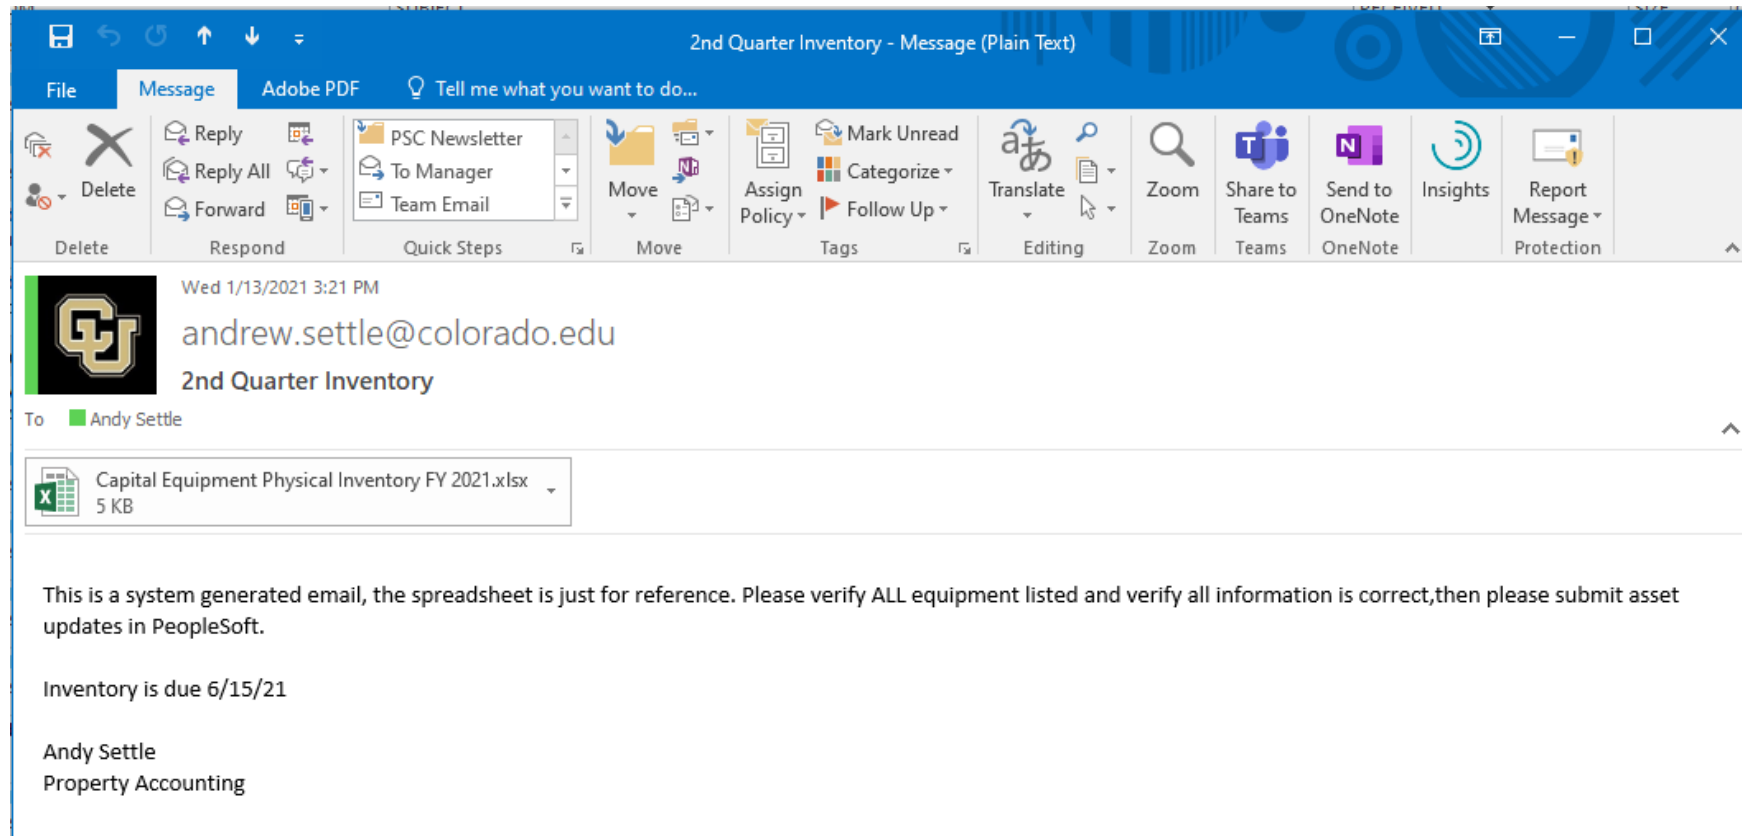 2nd Quarter Inventory - Message (Plain Text)
File Message Adobe PDF Tell me what you want to do...
Delete
Reply
Reply All
Forward
PSC Newsletter
To Manager
Team Email
Move
Assign Policy
Mark Unread
Categorize
Follow Up
Translate
Zoom
Share to Teams
Send to OneNote
Insights
Report Message
Delete Respond Quick Steps Move Tags Editing Zoom Teams OneNote Protection
CU
Wed 1/13/2021 3:21 PM
andrew.settle@colorado.edu
2nd Quarter Inventory
To Andy Settle
Capital Equipment Physical Inventory FY 2021.xlsx
5 KB
This is a system generated email, the spreadsheet is just for reference. Please verify ALL equipment listed and verify all information is correct,then please submit asset
updates in PeopleSoft.
Inventory is due 6/15/21
Andy Settle
Property Accounting